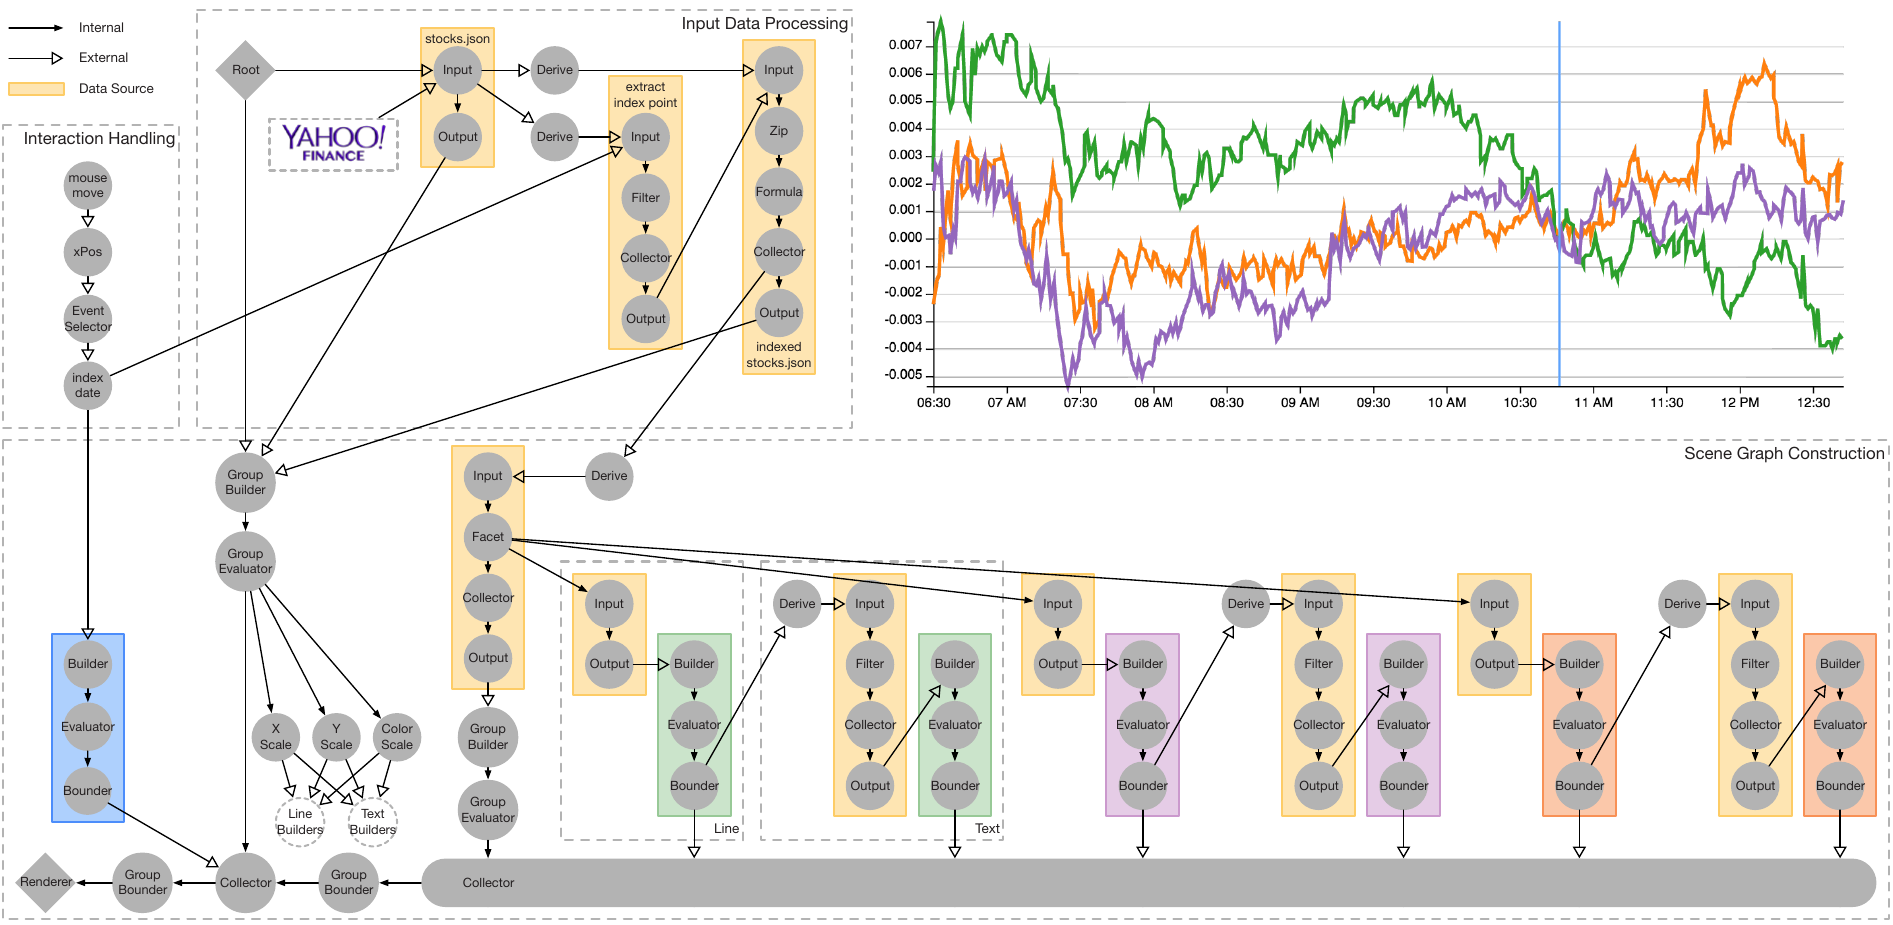 Internal
External
Data Source
Interaction Handling
mouse
move
xPos
Event
Selector
index
date
Input Data Processing
Root
stocks.json
Input
Output
YAHOO!
FINANCE
Derive
Derive
extract
index point
Input
Filter
Collector
Output
Input
Zip
Formula
Collector
Output
indexed
stocks.json
0.007
0.006
0.005
0.004
0.003
0.002
0.001
0.000
-0.001
-0.002
-0.003
-0.004
-0.005
06:30
07 AM
07:30
08 AM
08:30
09 AM
09:30
10 AM
10:30
11 AM
11:30
12 PM
12:30
Scene Graph Construction
Group
Builder
Group
Evaluator
Builder
Evaluator
Bounder
X
Scale
Y
Scale
Color
Scale
Line
Builders
Text
Builders
Input
Facet
Collector
Output
Derive
Group
Builder
Group
Evaluator
Input
Output
Builder
Evaluator
Bounder
Line
Derive
Input
Filter
Collector
Output
Builder
Evaluator
Bounder
Text
Input
Output
Builder
Evaluator
Bounder
Derive
Input
Filter
Collector
Output
Builder
Evaluator
Bounder
Input
Output
Builder
Evaluator
Bounder
Derive
Input
Filter
Collector
Output
Builder
Evaluator
Bounder
Renderer
Group
Bounder
Collector
Group
Bounder
Collector